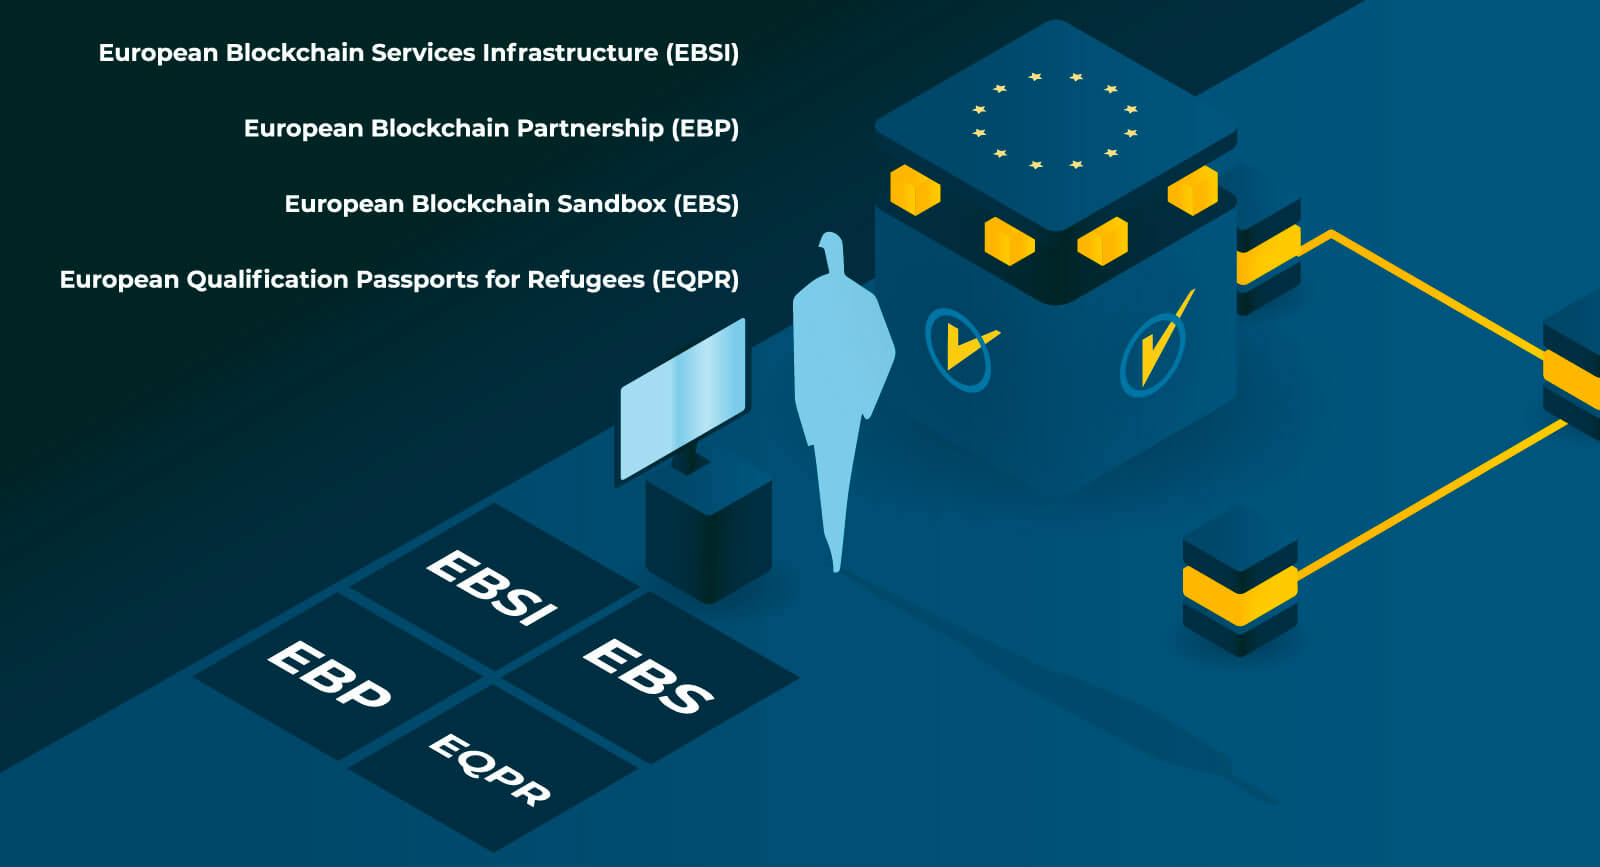 European Blockchain Services Infrastructure (EBSI)
European Blockchain Partnership (EBP)
European Blockchain Sandbox (EBS)
European Qualification Passports for Refugees (EQPR)
EBSI
EBP
EBS
EQPR